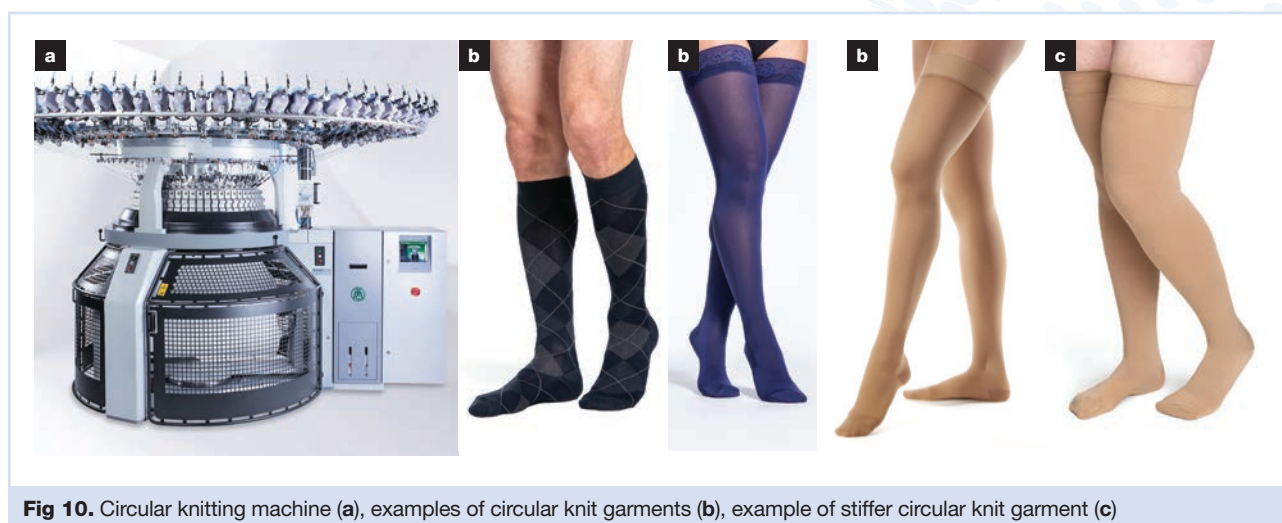 a
b
b
b
c
Fig 10. Circular knitting machine (a), examples of circular knit garments (b), example of stiffer circular knit garment (c)